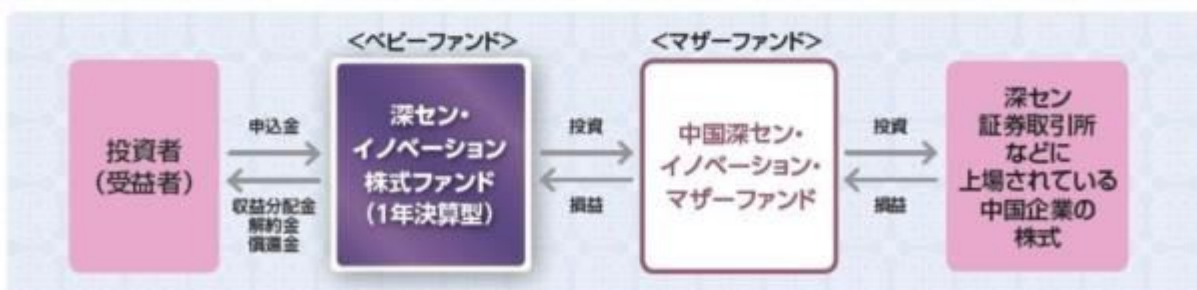 <ベビーファンド>
<マザーファンド>
投資者
(受益者)
申込金
収益分配金
解約金
償還金
深セン・
イノベーション
株式ファンド
(1年決算型)
投資
損益
中国深セン・
イノベーション・
マザーファンド
投資
損益
深セン
証券取引所
などに
上場されている
中国企業の
株式